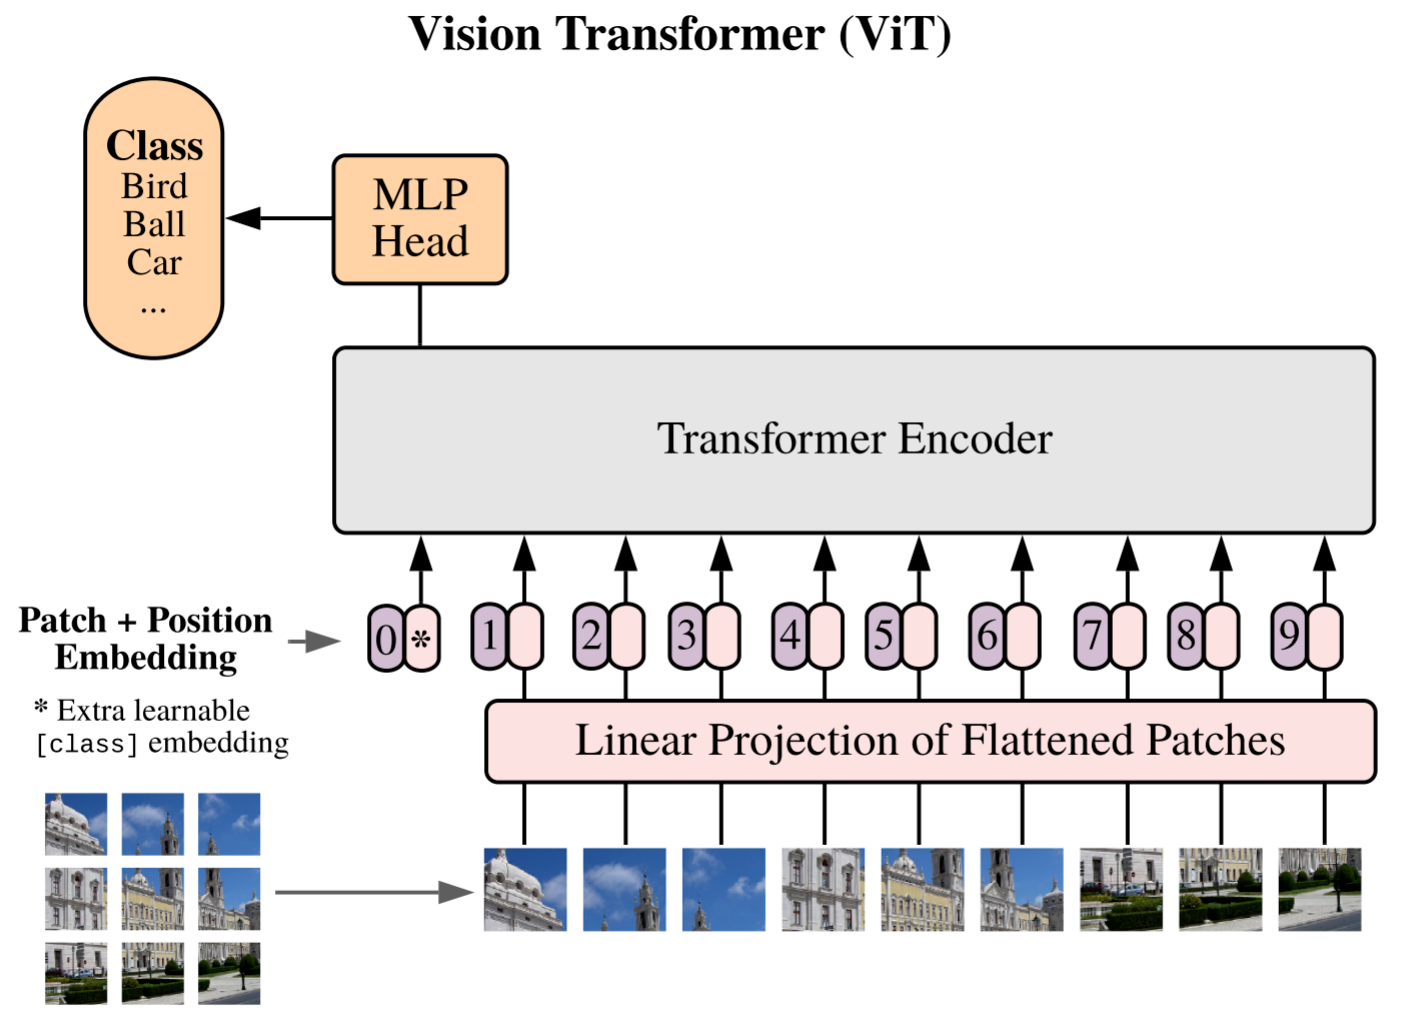 Vision Transformer (ViT)
Class
Bird
Ball
Car
...
MLP
Head
Transformer Encoder
Patch + Position
Embedding
0 * 1 2 3 4 5 6 7 8 9
* Extra learnable
[class] embedding
Linear Projection of Flattened Patches